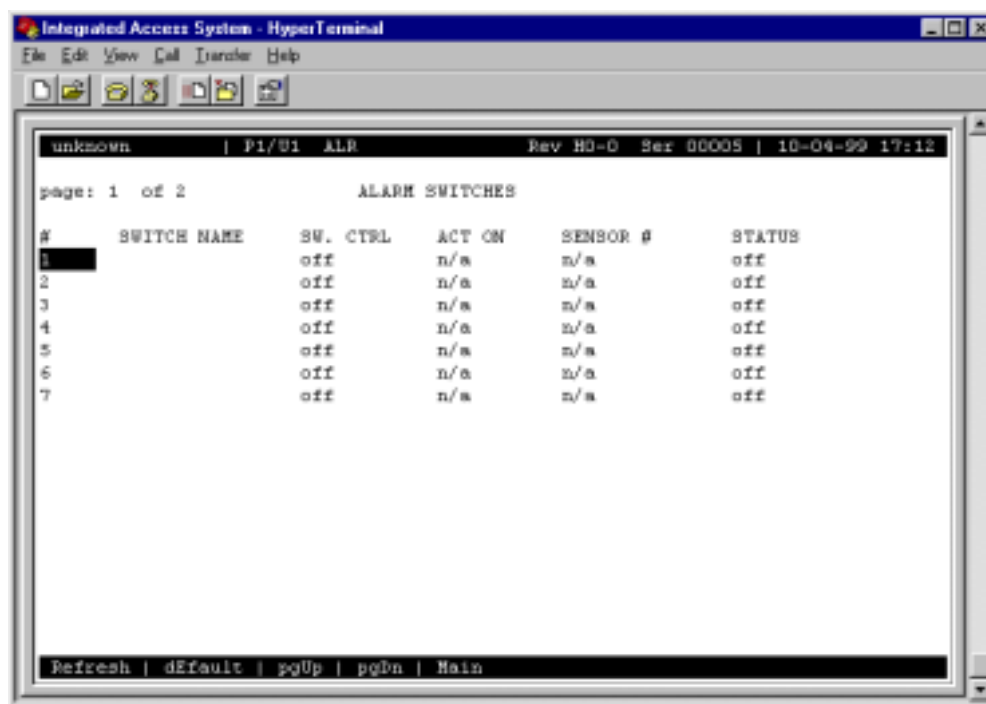 Integrated Access System - HyperTerminal
File Edit View Call Transfer Help
unknown | P1/U1 ALR Rev H0-0 Ser 00005 | 10-04-99 17:12
page: 1 of 2 ALARM SWITCHES
# SWITCH NAME SW. CTRL ACT ON SENSOR # STATUS
1 off n/a n/a off
2 off n/a n/a off
3 off n/a n/a off
4 off n/a n/a off
5 off n/a n/a off
6 off n/a n/a off
7 off n/a n/a off
Refresh | dEfault | pgUp | pgDn | Main